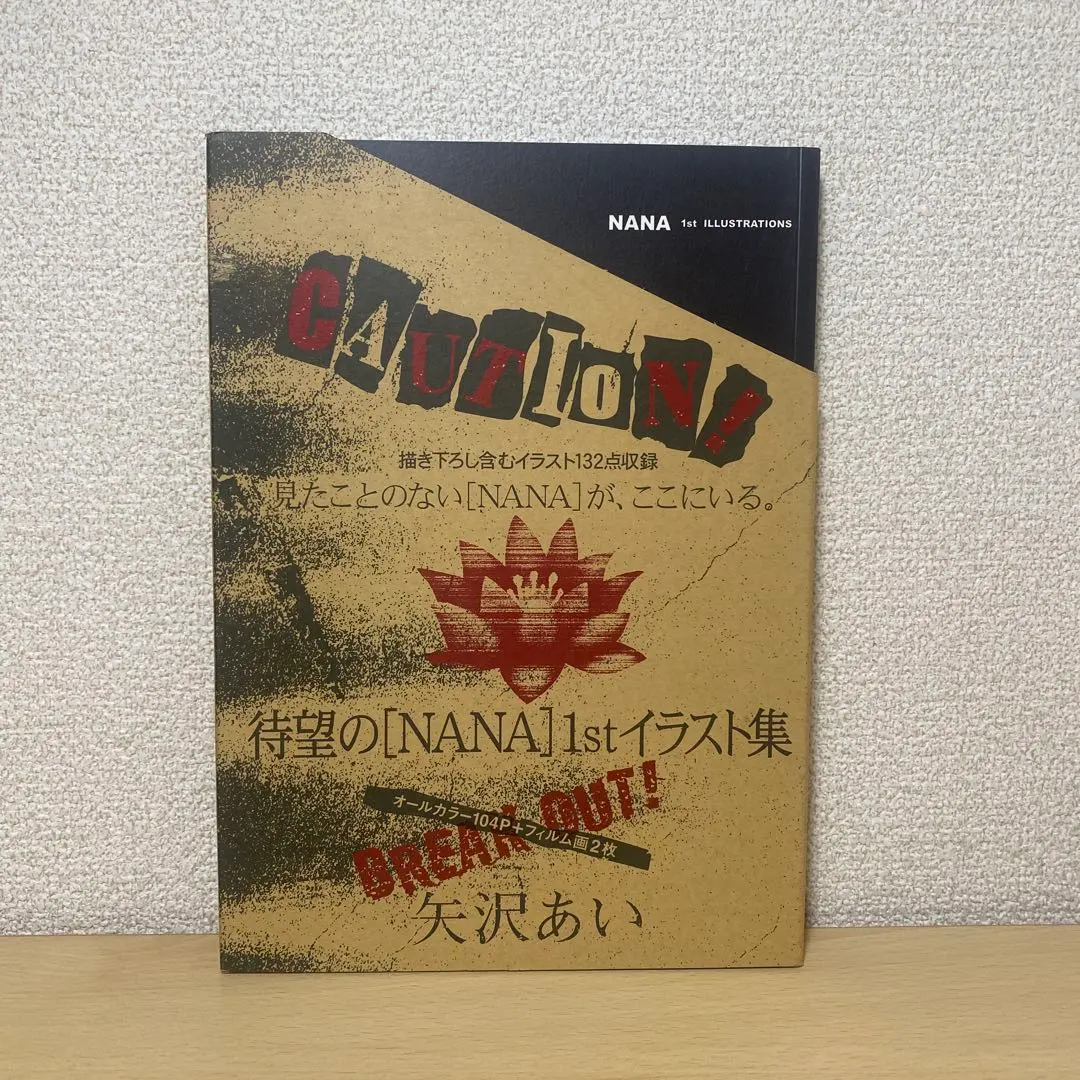 NANA 1st ILLUSTRATIONS
CAUTION!
描き下ろし含むイラスト132点収録
見たことのない[NANA]が、ここにいる。
待望の[NANA]1stイラスト集
BREAK OUT!
オールカラー104P+フィルム画2枚
矢沢あい